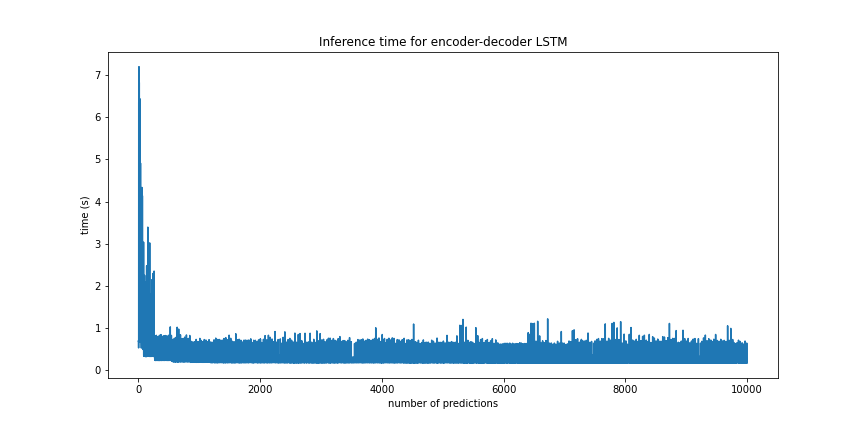 Inference time for encoder-decoder LSTM
7
6
5
4
3
2
1
0
time (s)
0 2000 4000 6000 8000 10000
number of predictions